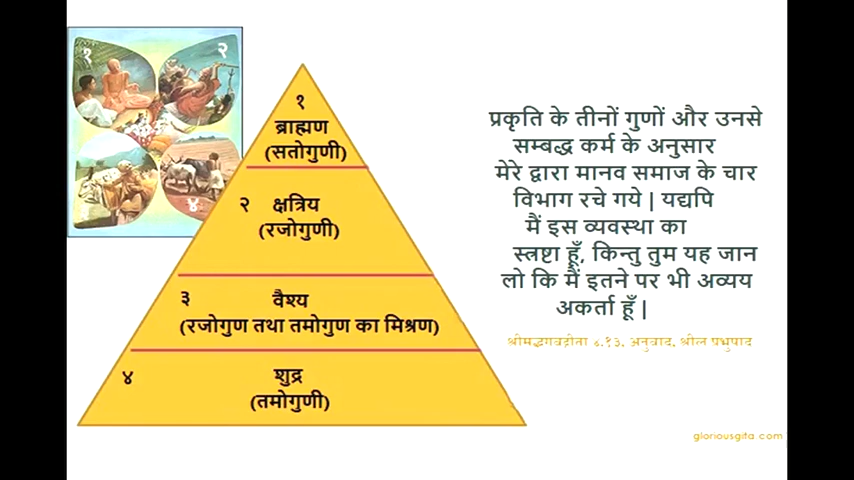 १
२
४
१
ब्राह्मण
(सतोगुणी)
२ क्षत्रिय
(रजोगुणी)
३ वैश्य
(रजोगुण तथा तमोगुण का मिश्रण)
४ शुद्र
(तमोगुणी)
प्रकृति के तीनों गुणों और उनसे
सम्बद्ध कर्म के अनुसार
मेरे द्वारा मानव समाज के चार
विभाग रचे गये | यद्यपि
मैं इस व्यवस्था का
स्त्रष्टा हूँ, किन्तु तुम यह जान
लो कि मैं इतने पर भी अव्यय
अकर्ता हूँ |
श्रीमद्भगवद्गीता ४.१३, अनुवाद, श्रील प्रभुपाद
gloriousgita.com